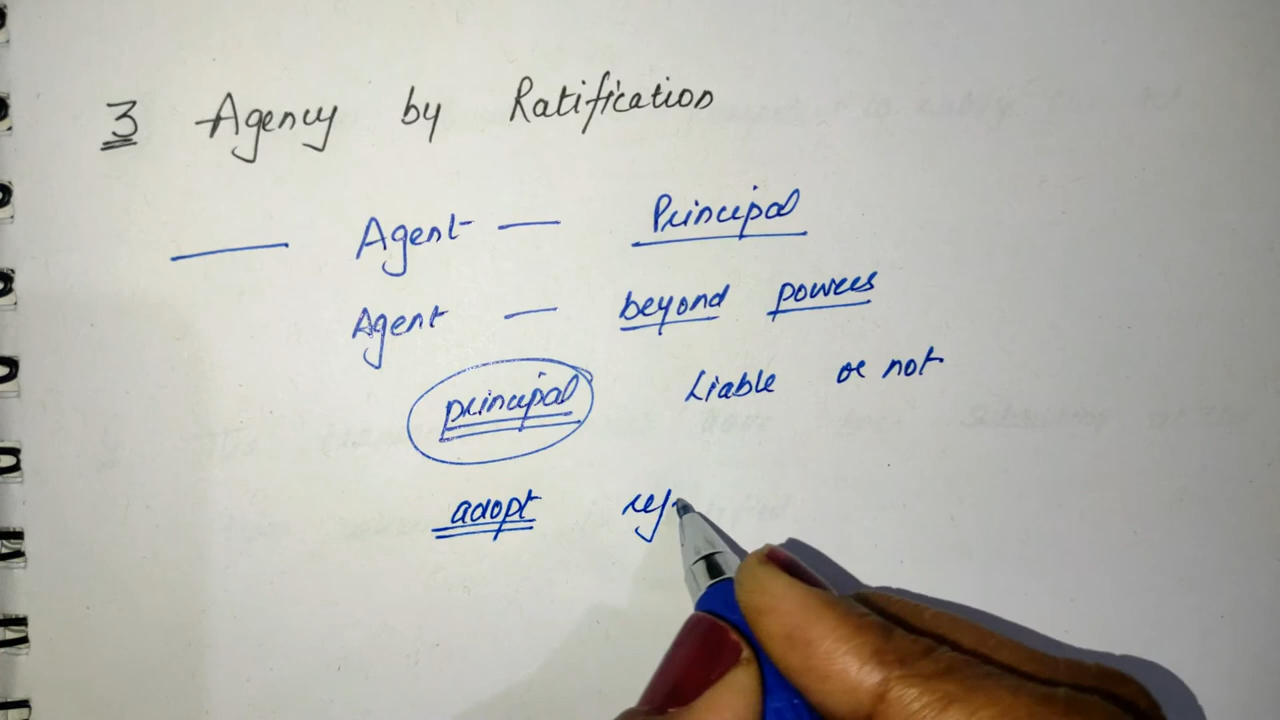 3 Agency by Ratification
— Agent — Principal
Agent — beyond powers
principal Liable or not
adopt rej